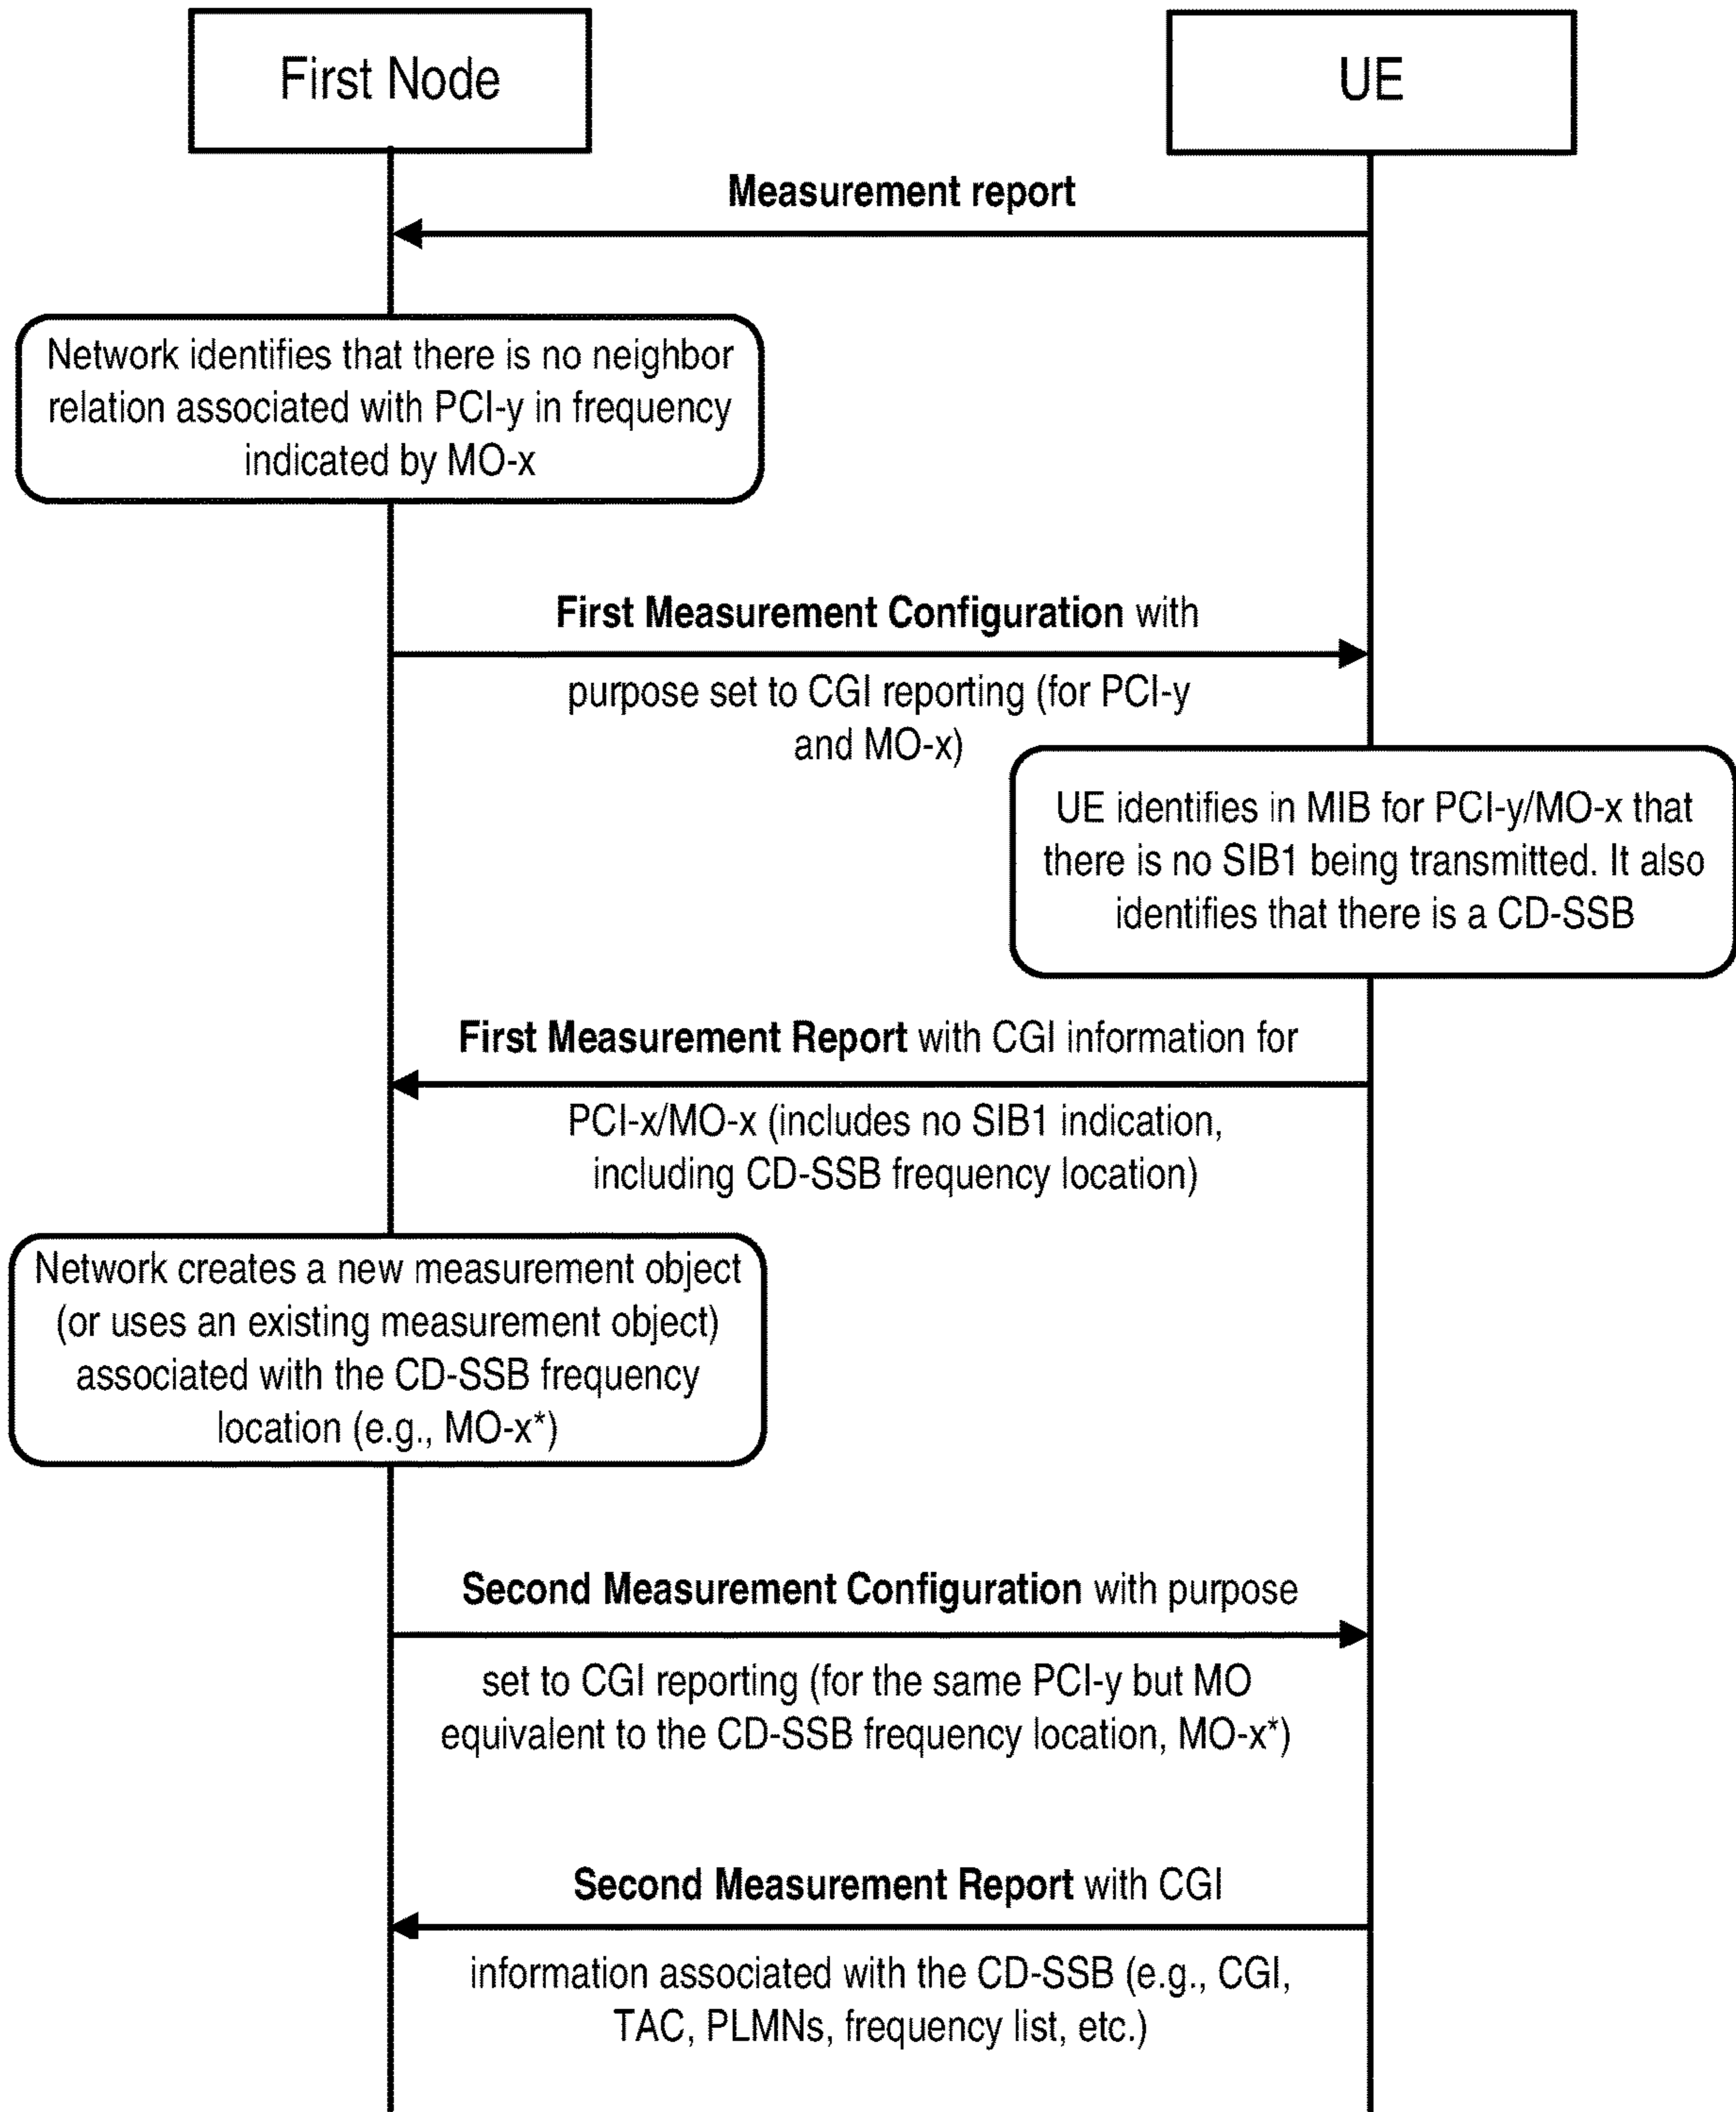 First Node
UE
Measurement report
Network identifies that there is no neighbor
relation associated with PCI-y in frequency
indicated by MO-x
First Measurement Configuration with
purpose set to CGI reporting (for PCI-y
and MO-x)
UE identifies in MIB for PCI-y/MO-x that
there is no SIB1 being transmitted. It also
identifies that there is a CD-SSB
First Measurement Report with CGI information for
PCI-x/MO-x (includes no SIB1 indication,
including CD-SSB frequency location)
Network creates a new measurement object
(or uses an existing measurement object)
associated with the CD-SSB frequency
location (e.g., MO-x*)
Second Measurement Configuration with purpose
set to CGI reporting (for the same PCI-y but MO
equivalent to the CD-SSB frequency location, MO-x*)
Second Measurement Report with CGI
information associated with the CD-SSB (e.g., CGI,
TAC, PLMNs, frequency list, etc.)